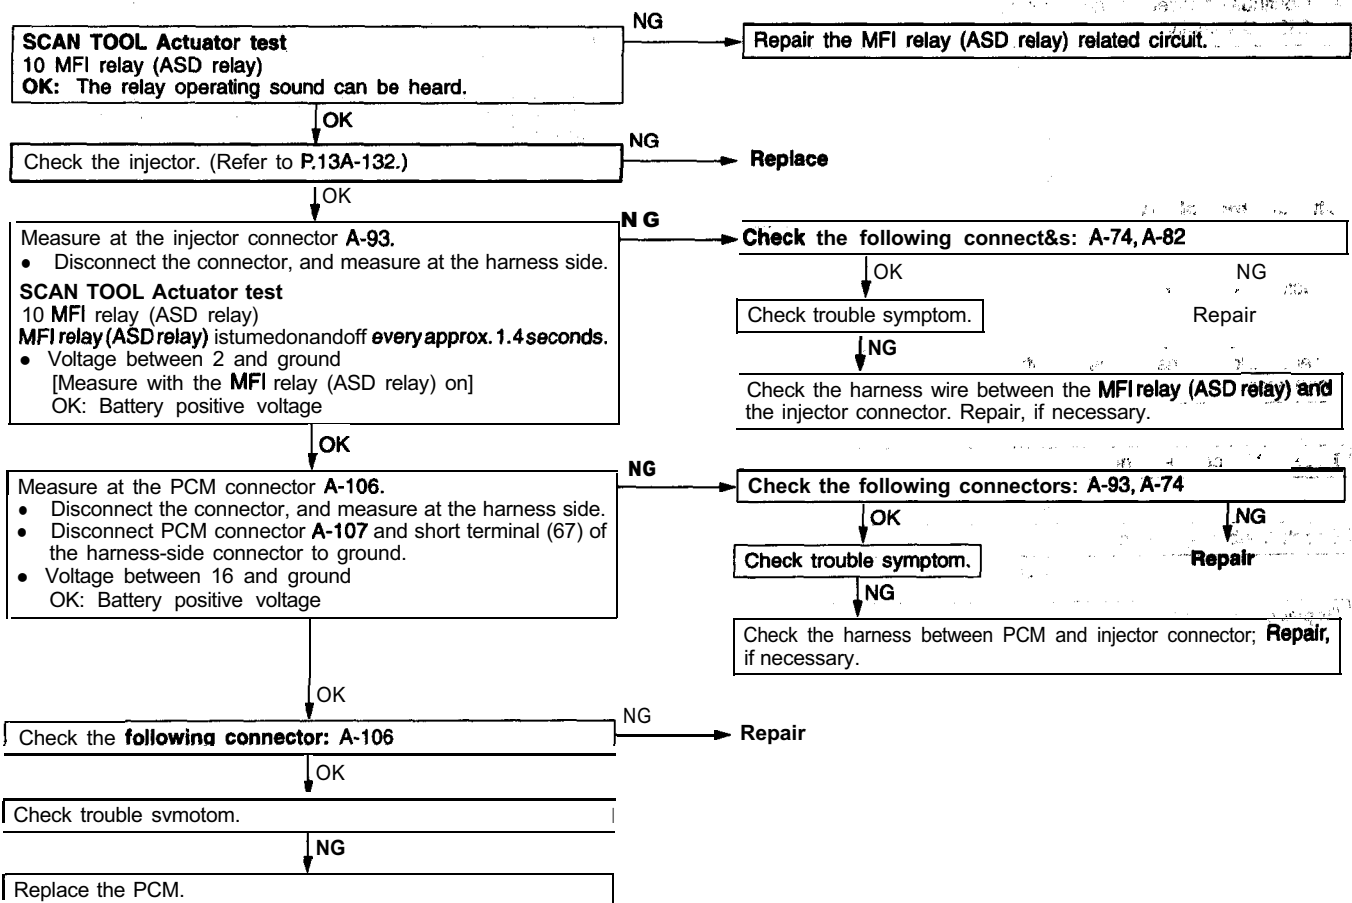 NG
SCAN TOOL Actuator test
10 MFI relay (ASD relay)
OK: The relay operating sound can be heard.
Repair the MFI relay (ASD relay) related circuit.
OK
NG
Check the injector. (Refer to P.13A-132.)
Replace
OK
NG
Measure at the injector connector A-93.
• Disconnect the connector, and measure at the harness side.
SCAN TOOL Actuator test
10 MFI relay (ASD relay)
MFI relay (ASD relay) istumedonandoff every approx. 1.4 seconds.
• Voltage between 2 and ground
[Measure with the MFI relay (ASD relay) on]
OK: Battery positive voltage
Check the following connect&s: A-74, A-82
OK
NG
Check trouble symptom.
Repair
NG
Check the harness wire between the MFI relay (ASD relay) and
the injector connector. Repair, if necessary.
OK
NG
Measure at the PCM connector A-106.
• Disconnect the connector, and measure at the harness side.
• Disconnect PCM connector A-107 and short terminal (67) of
the harness-side connector to ground.
• Voltage between 16 and ground
OK: Battery positive voltage
Check the following connectors: A-93, A-74
OK
NG
Check trouble symptom.
Repair
NG
Check the harness between PCM and injector connector; Repair,
if necessary.
OK
NG
Check the following connector: A-106
Repair
OK
Check trouble svmotom.
NG
Replace the PCM.